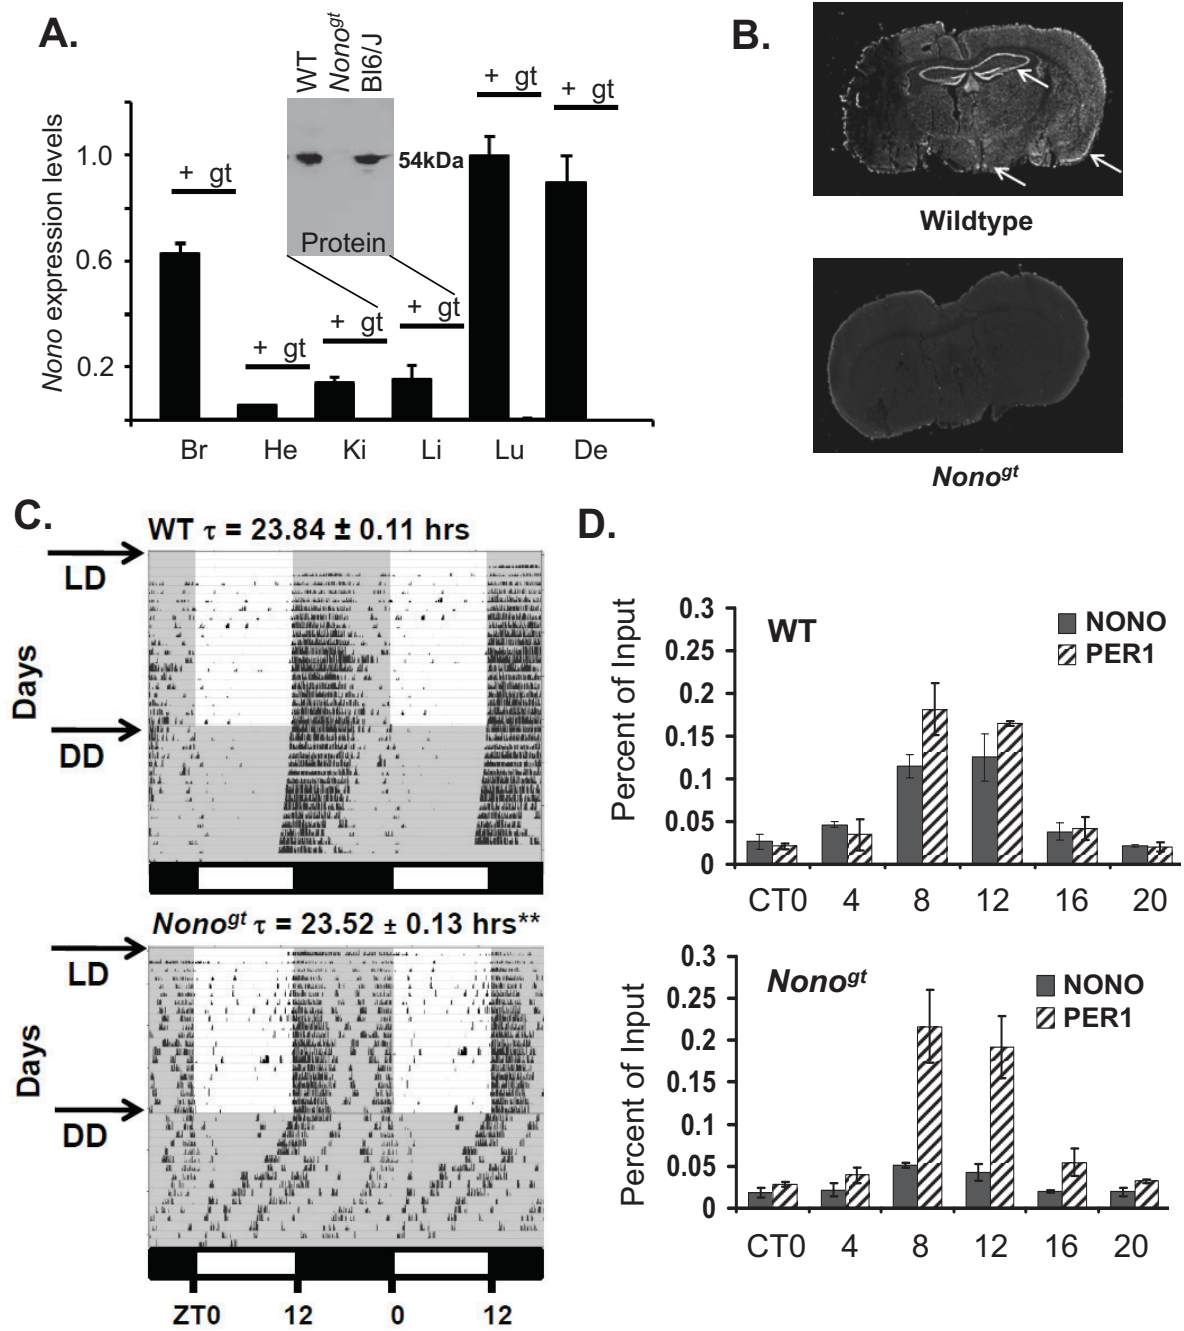 A.
WT
Nonogt
Bl6/J
54kDa
Protein
Nono expression levels
1.0
0.6
0.2
+ gt
+ gt
+ gt
+ gt
+ gt
+ gt
Br He Ki Li Lu De
B.
Wildtype
Nonogt
C.
WT τ = 23.84 ± 0.11 hrs
LD
Days
DD
Nonogt τ = 23.52 ± 0.13 hrs**
LD
Days
DD
ZT0 12 0 12
D.
WT
NONO
PER1
Percent of Input
0.3
0.25
0.2
0.15
0.1
0.05
0
CT0 4 8 12 16 20
Nonogt
NONO
PER1
Percent of Input
0.3
0.25
0.2
0.15
0.1
0.05
0
CT0 4 8 12 16 20